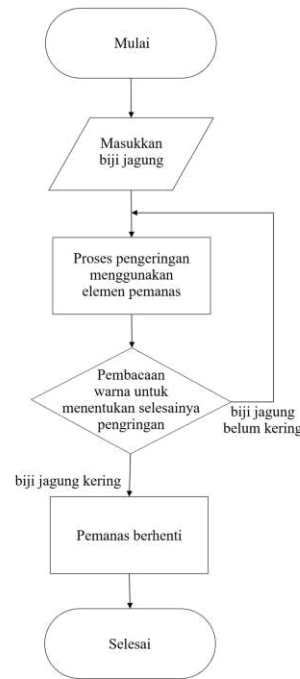 Mulai
Masukkan
biji jagung
Proses pengeringan
menggunakan
elemen pemanas
Pembacaan
warna untuk
menentukan selesainya
pengringan
biji jagung
belum kering
biji jagung kering
Pemanas berhenti
Selesai